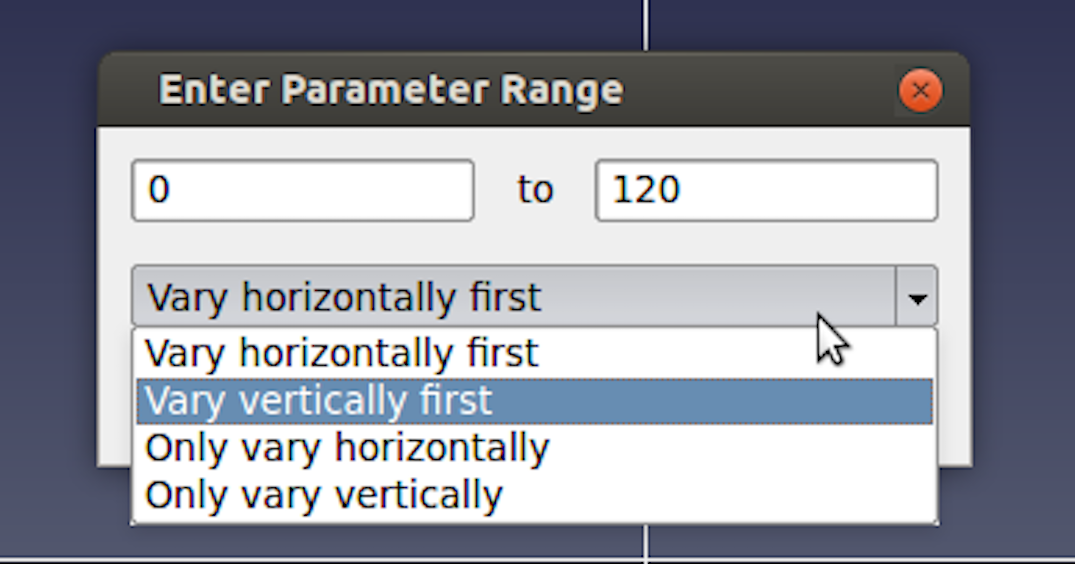 Enter Parameter Range
0 to 120
Vary horizontally first
Vary horizontally first
Vary vertically first
Only vary horizontally
Only vary vertically